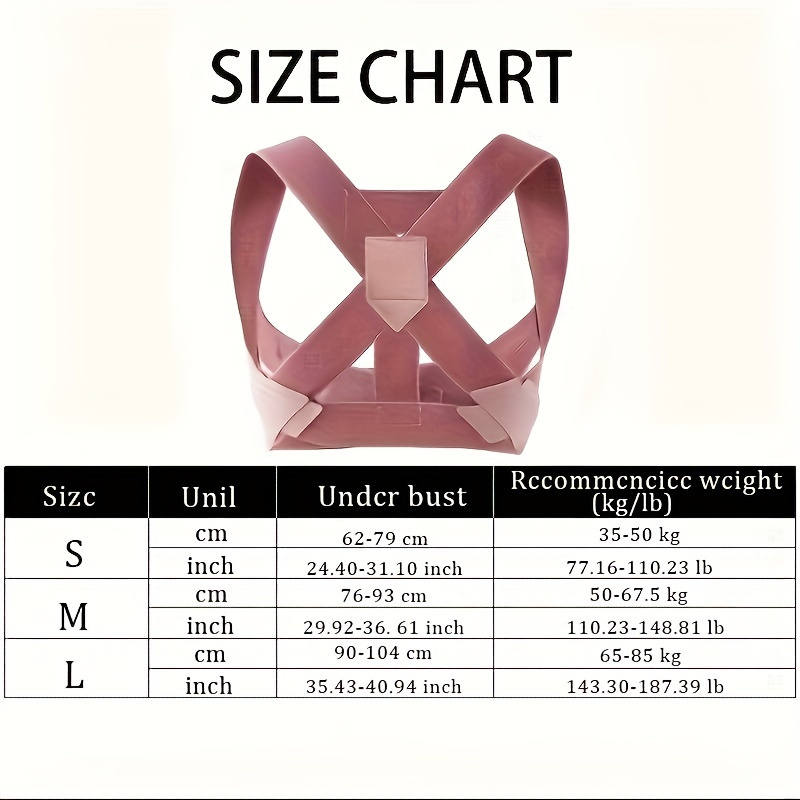 SIZE CHART
Sizc Unil Undcr bust Rccommcncicc wcight (kg/lb)
S cm 62-79 cm 35-50 kg
inch 24.40-31.10 inch 77.16-110.23 lb
M cm 76-93 cm 50-67.5 kg
inch 29.92-36. 61 inch 110.23-148.81 lb
L cm 90-104 cm 65-85 kg
inch 35.43-40.94 inch 143.30-187.39 lb